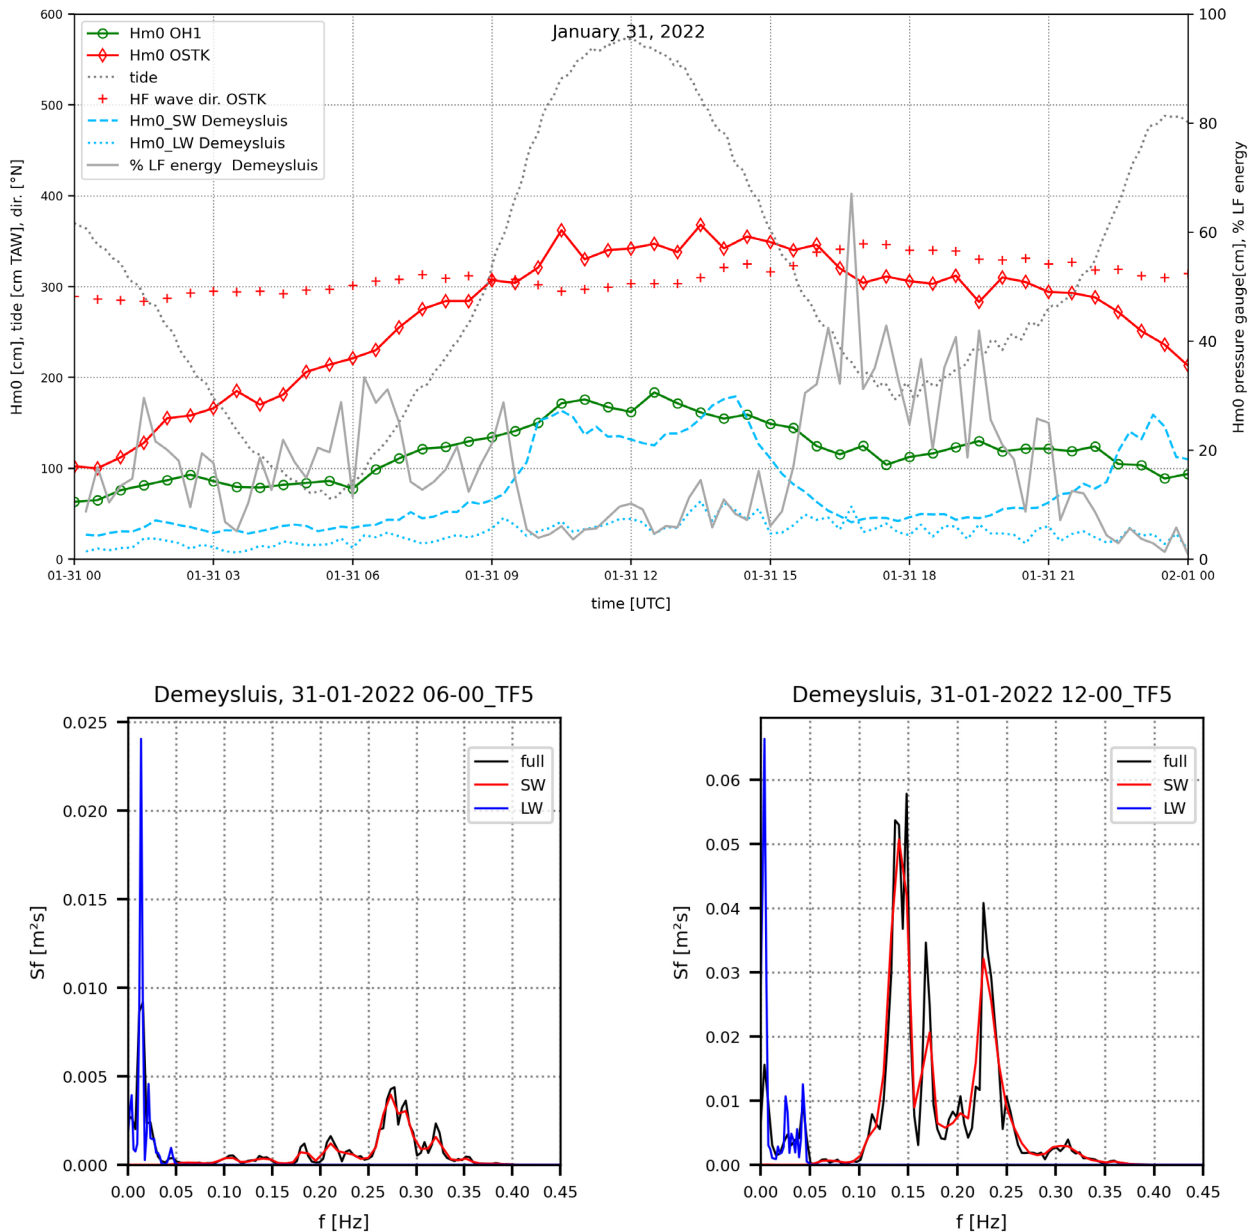 January 31, 2022
Hm0 OH1
Hm0 OSTK
tide
HF wave dir. OSTK
Hm0_SW Demeysluis
Hm0_LW Demeysluis
% LF energy  Demeysluis
600
500
400
300
200
100
0
Hm0 [cm], tide [cm TAW], dir. [°N]
100
80
60
40
20
0
Hm0 pressure gauge[cm], % LF energy
01-31 00
01-31 03
01-31 06
01-31 09
01-31 12
01-31 15
01-31 18
01-31 21
02-01 00
time [UTC]
Demeysluis, 31-01-2022 06-00_TF5
full
SW
LW
0.025
0.020
0.015
0.010
0.005
0.000
Sf [m²s]
0.00
0.05
0.10
0.15
0.20
0.25
0.30
0.35
0.40
0.45
f [Hz]
Demeysluis, 31-01-2022 12-00_TF5
full
SW
LW
0.06
0.05
0.04
0.03
0.02
0.01
0.00
Sf [m²s]
0.00
0.05
0.10
0.15
0.20
0.25
0.30
0.35
0.40
0.45
f [Hz]